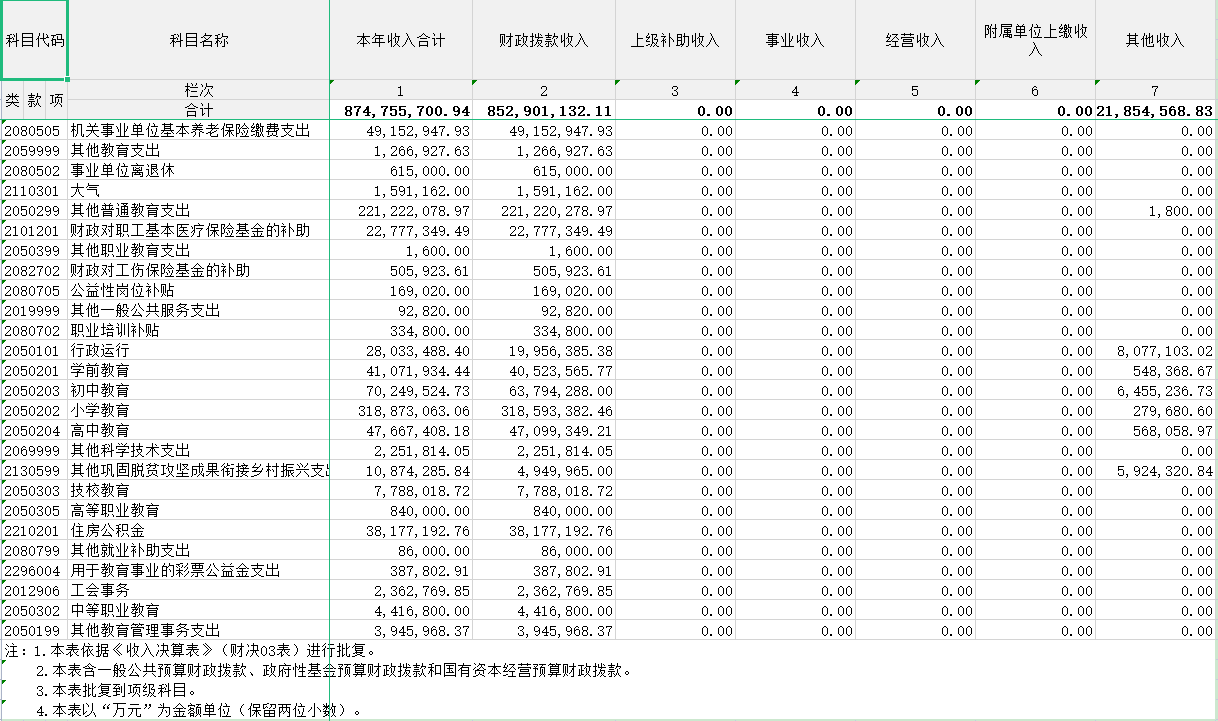 科目代码 科目名称 本年收入合计 财政拨款收入 上级补助收入 事业收入 经营收入 附属单位上缴收入 其他收入
类 款 项 栏次 1 2 3 4 5 6 7
合计 874,755,700.94 852,901,132.11 0.00 0.00 0.00 0.00 21,854,568.83
2080505 机关事业单位基本养老保险缴费支出 49,152,947.93 49,152,947.93 0.00 0.00 0.00 0.00 0.00
2059999 其他教育支出 1,266,927.63 1,266,927.63 0.00 0.00 0.00 0.00 0.00
2080502 事业单位离退休 615,000.00 615,000.00 0.00 0.00 0.00 0.00 0.00
2110301 大气 1,591,162.00 1,591,162.00 0.00 0.00 0.00 0.00 0.00
2050299 其他普通教育支出 221,222,078.97 221,220,278.97 0.00 0.00 0.00 0.00 1,800.00
2101201 财政对职工基本医疗保险基金的补助 22,777,349.49 22,777,349.49 0.00 0.00 0.00 0.00 0.00
2050399 其他职业教育支出 1,600.00 1,600.00 0.00 0.00 0.00 0.00 0.00
2082702 财政对工伤保险基金的补助 505,923.61 505,923.61 0.00 0.00 0.00 0.00 0.00
2080705 公益性岗位补贴 169,020.00 169,020.00 0.00 0.00 0.00 0.00 0.00
2019999 其他一般公共服务支出 92,820.00 92,820.00 0.00 0.00 0.00 0.00 0.00
2080702 职业培训补贴 334,800.00 334,800.00 0.00 0.00 0.00 0.00 0.00
2050101 行政运行 28,033,488.40 19,956,385.38 0.00 0.00 0.00 0.00 8,077,103.02
2050201 学前教育 41,071,934.44 40,523,565.77 0.00 0.00 0.00 0.00 548,368.67
2050203 初中教育 70,249,524.73 63,794,288.00 0.00 0.00 0.00 0.00 6,455,236.73
2050202 小学教育 318,873,063.06 318,593,382.46 0.00 0.00 0.00 0.00 279,680.60
2050204 高中教育 47,667,408.18 47,099,349.21 0.00 0.00 0.00 0.00 568,058.97
2069999 其他科学技术支出 2,251,814.05 2,251,814.05 0.00 0.00 0.00 0.00 0.00
2130599 其他巩固脱贫攻坚成果衔接乡村振兴支出 10,874,285.84 4,949,965.00 0.00 0.00 0.00 0.00 5,924,320.84
2050303 技校教育 7,788,018.72 7,788,018.72 0.00 0.00 0.00 0.00 0.00
2050305 高等职业教育 840,000.00 840,000.00 0.00 0.00 0.00 0.00 0.00
2210201 住房公积金 38,177,192.76 38,177,192.76 0.00 0.00 0.00 0.00 0.00
2080799 其他就业补助支出 86,000.00 86,000.00 0.00 0.00 0.00 0.00 0.00
2296004 用于教育事业的彩票公益金支出 387,802.91 387,802.91 0.00 0.00 0.00 0.00 0.00
2012906 工会事务 2,362,769.85 2,362,769.85 0.00 0.00 0.00 0.00 0.00
2050302 中等职业教育 4,416,800.00 4,416,800.00 0.00 0.00 0.00 0.00 0.00
2050199 其他教育管理事务支出 3,945,968.37 3,945,968.37 0.00 0.00 0.00 0.00 0.00
注：1.本表依据《收入决算表》（财决03表）进行批复。
2.本表含一般公共预算财政拨款、政府性基金预算财政拨款和国有资本经营预算财政拨款。
3.本表批复到项级科目。
4.本表以“万元”为金额单位（保留两位小数）。